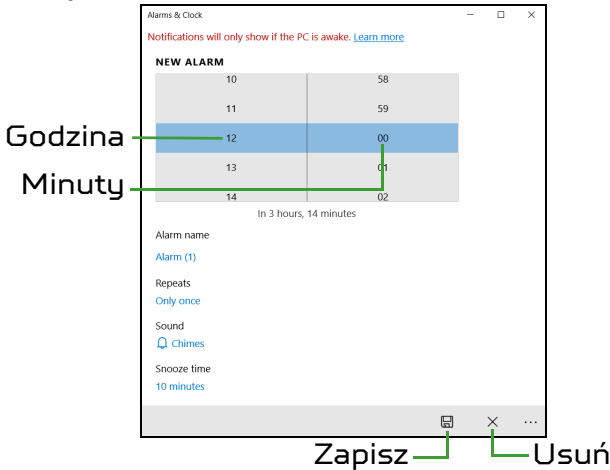 Alarms & Clock
Notifications will only show if the PC is awake. Learn more
NEW ALARM
10 58
11 59
Godzina 12 00
Minuty 13 01
14 02
In 3 hours, 14 minutes
Alarm name
Alarm (1)
Repeats
Only once
Sound
Chimes
Snooze time
10 minutes
Zapisz Usuń